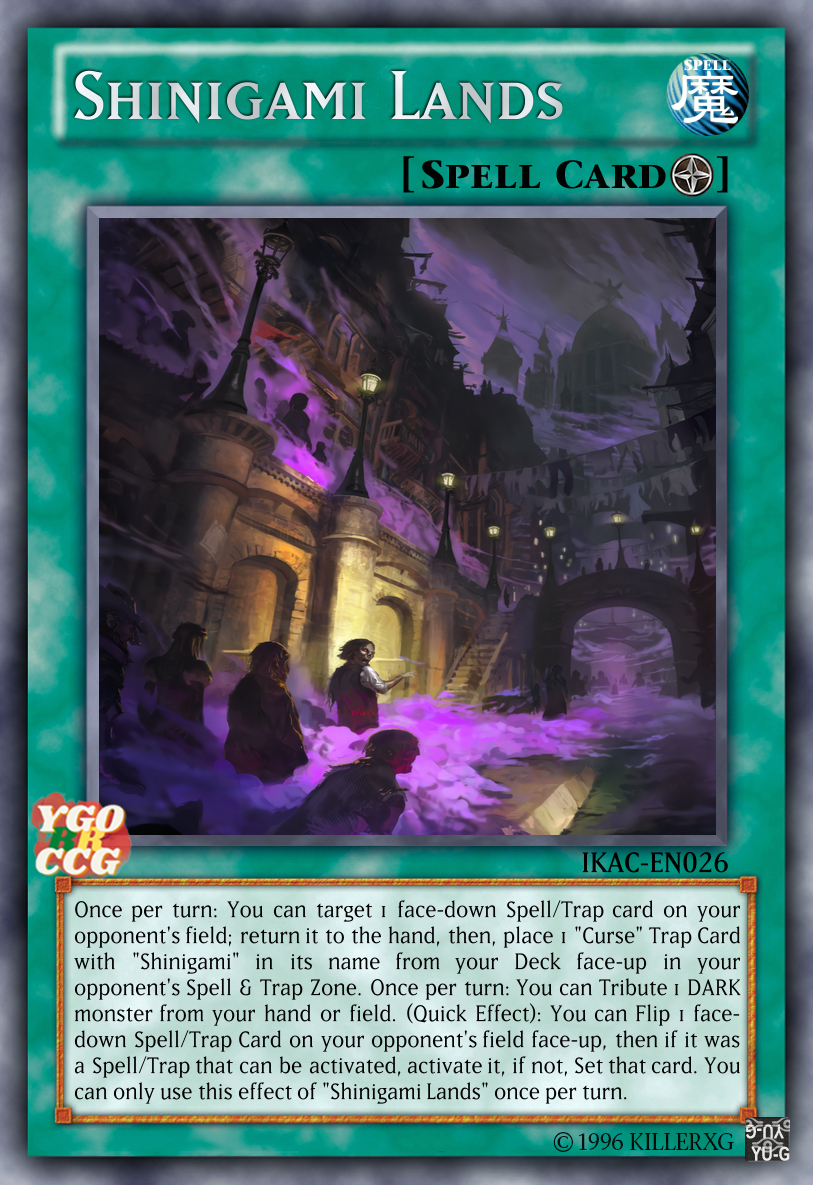 Shinigami Lands
SPELL
魔
[Spell Card]
YGO
CCG
IKAC-EN026
Once per turn: You can target 1 face-down Spell/Trap card on your
opponent's field; return it to the hand, then, place 1 "Curse" Trap Card
with "Shinigami" in its name from your Deck face-up in your
opponent's Spell & Trap Zone. Once per turn: You can Tribute 1 DARK
monster from your hand or field. (Quick Effect): You can Flip 1 face-
down Spell/Trap Card on your opponent's field face-up, then if it was
a Spell/Trap that can be activated, activate it, if not, Set that card. You
can only use this effect of "Shinigami Lands" once per turn.
© 1996 KILLERXG
YU-G